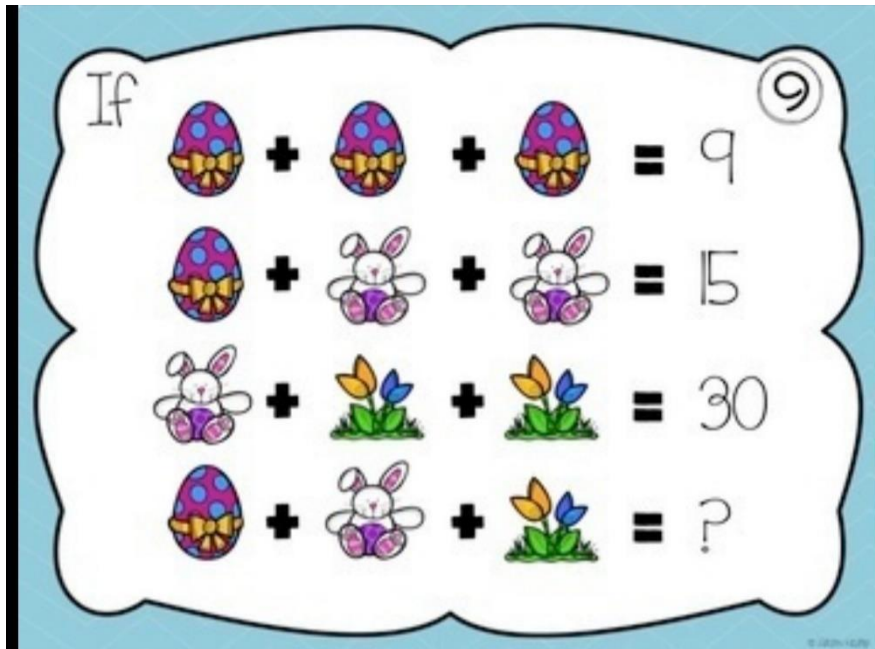 If
9
+ + = 9
+ + = 15
+ + = 30
+ + = ?